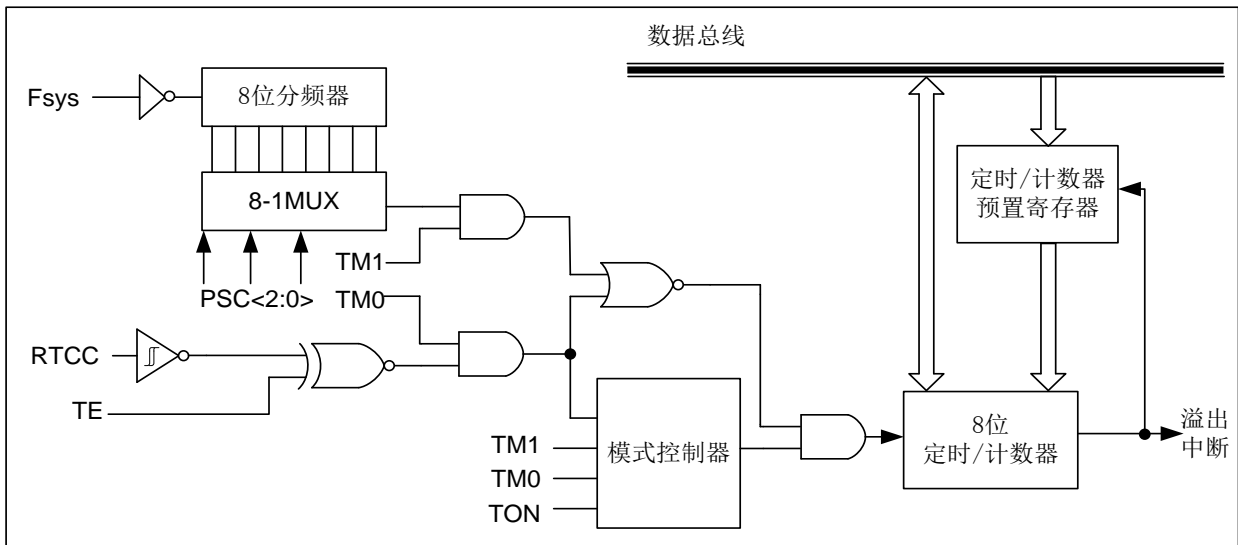 数据总线
Fsys
8位分频器
8-1MUX
定时/计数器
预置寄存器
TM1
PSC<2:0>
TM0
RTCC
TE
8位
定时/计数器
溢出
中断
模式控制器
TM1
TM0
TON